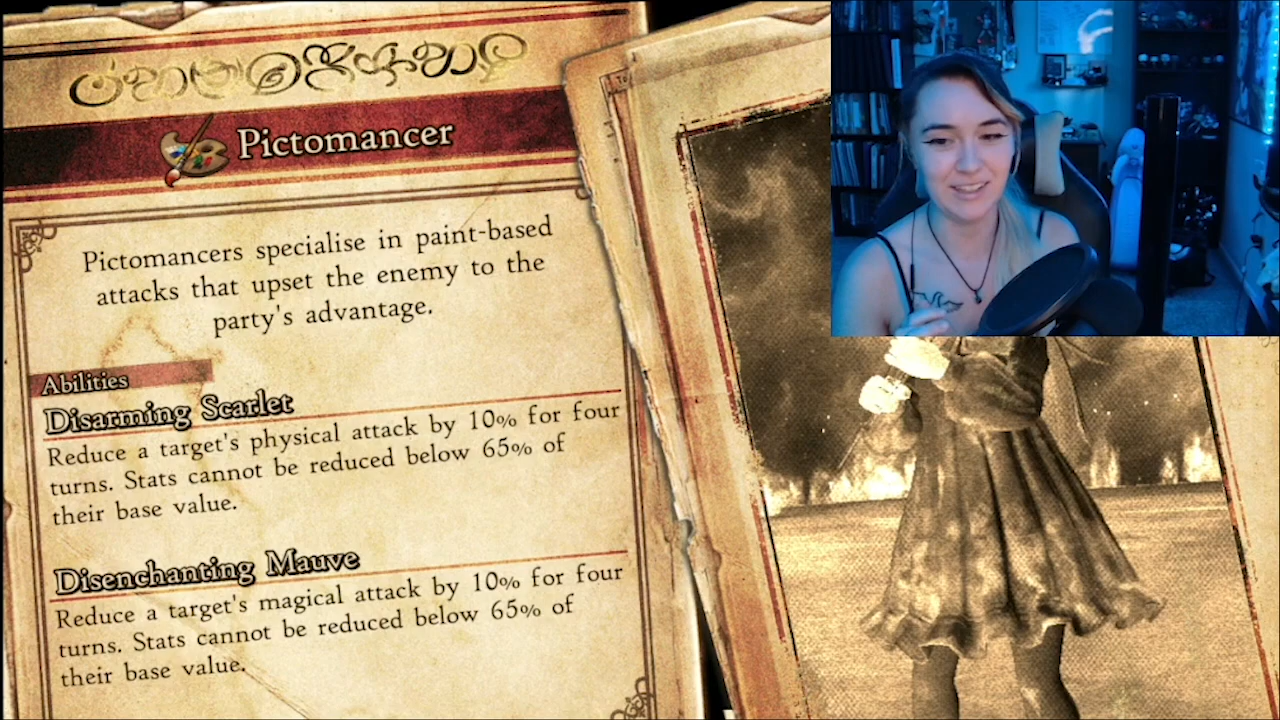 Pictomancer
Pictomancers specialise in paint-based
attacks that upset the enemy to the
party's advantage.
Abilities
Disarming Scarlet
Reduce a target's physical attack by 10% for four
turns. Stats cannot be reduced below 65% of
their base value.
Disenchanting Mauve
Reduce a target's magical attack by 10% for four
turns. Stats cannot be reduced below 65% of
their base value.